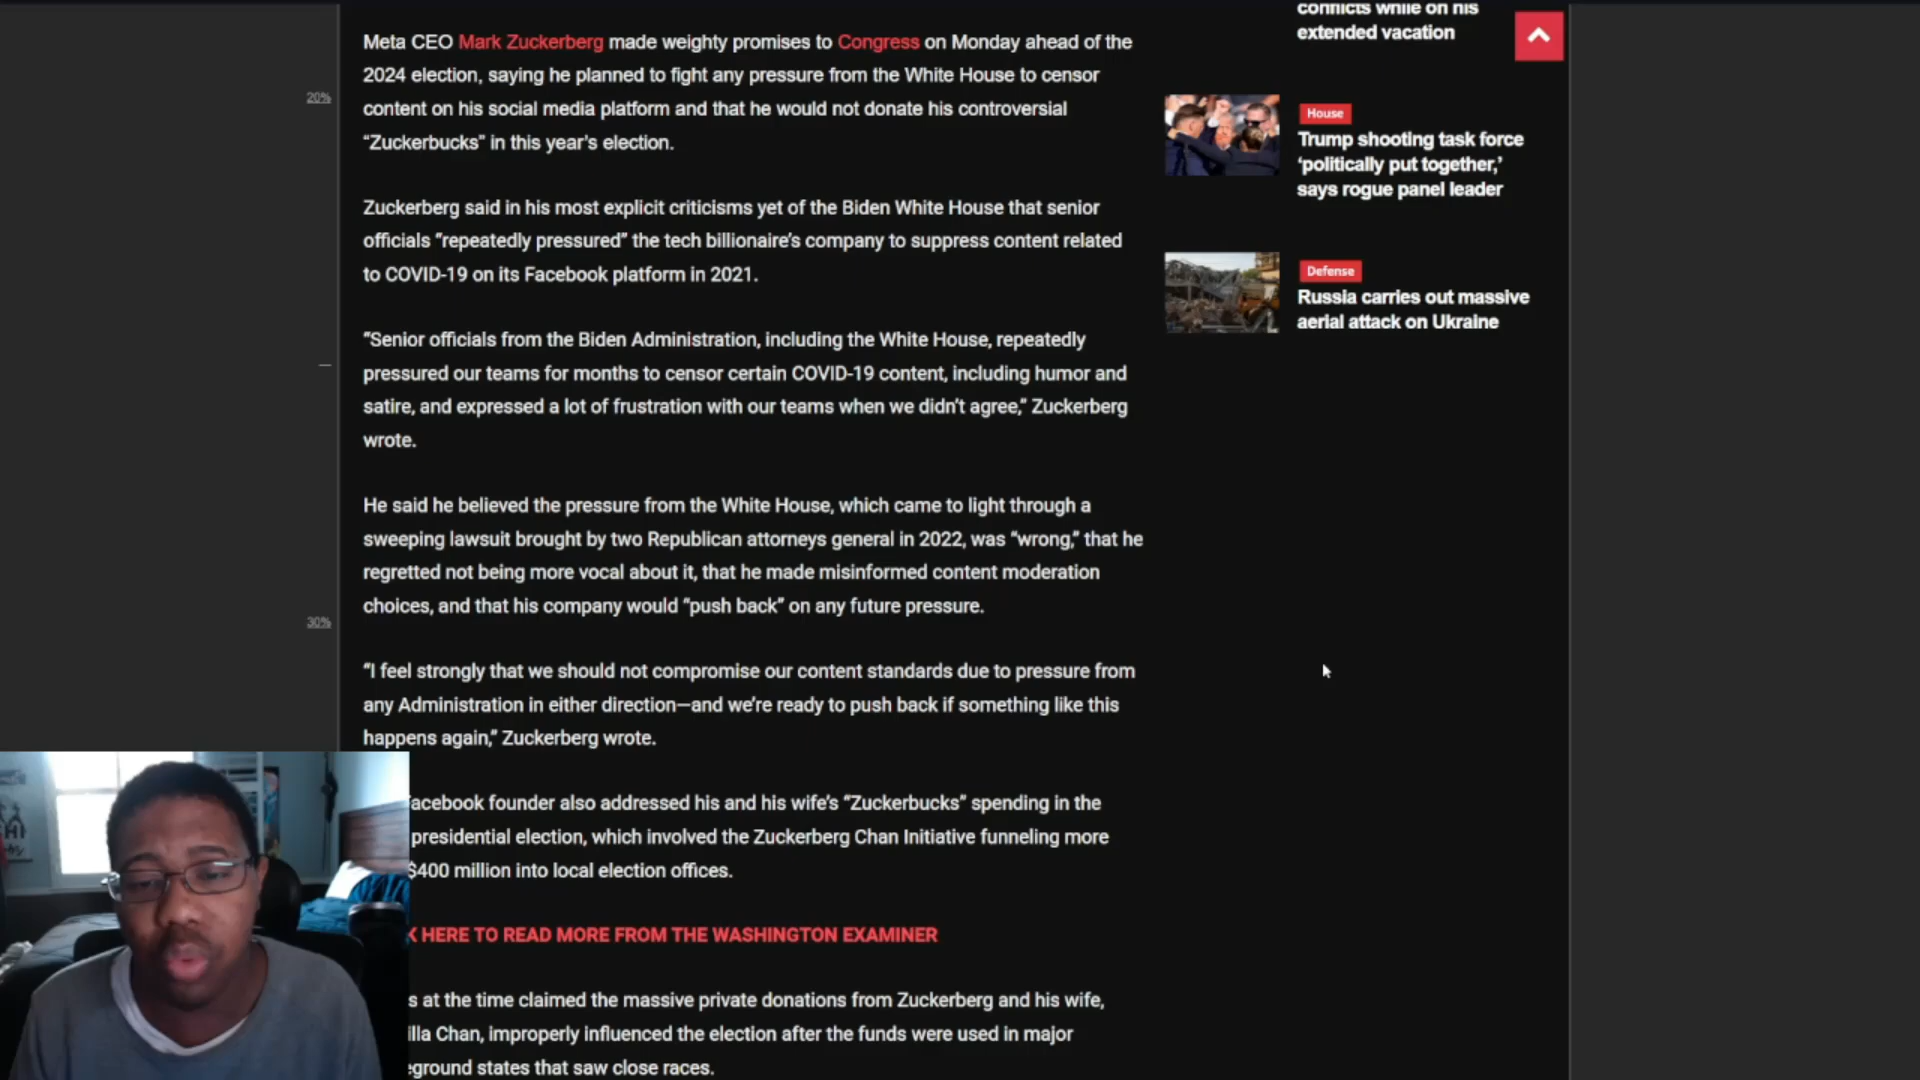 Meta CEO Mark Zuckerberg made weighty promises to Congress on Monday ahead of the
2024 election, saying he planned to fight any pressure from the White House to censor
content on his social media platform and that he would not donate his controversial
“Zuckerbucks” in this year's election.
Zuckerberg said in his most explicit criticisms yet of the Biden White House that senior
officials “repeatedly pressured” the tech billionaire's company to suppress content related
to COVID-19 on its Facebook platform in 2021.
“Senior officials from the Biden Administration, including the White House, repeatedly
pressured our teams for months to censor certain COVID-19 content, including humor and
satire, and expressed a lot of frustration with our teams when we didn't agree,” Zuckerberg
wrote.
He said he believed the pressure from the White House, which came to light through a
sweeping lawsuit brought by two Republican attorneys general in 2022, was “wrong,” that he
regretted not being more vocal about it, that he made misinformed content moderation
choices, and that his company would “push back” on any future pressure.
“I feel strongly that we should not compromise our content standards due to pressure from
any Administration in either direction—and we're ready to push back if something like this
happens again,” Zuckerberg wrote.
acebook founder also addressed his and his wife's “Zuckerbucks” spending in the
presidential election, which involved the Zuckerberg Chan Initiative funneling more
$400 million into local election offices.
K HERE TO READ MORE FROM THE WASHINGTON EXAMINER
s at the time claimed the massive private donations from Zuckerberg and his wife,
illa Chan, improperly influenced the election after the funds were used in major
eground states that saw close races.
20%
30%
conflicts while on his
extended vacation
House
Trump shooting task force
‘politically put together,’
says rogue panel leader
Defense
Russia carries out massive
aerial attack on Ukraine